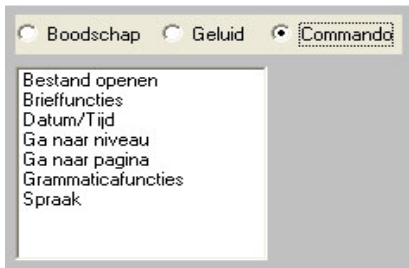 Boodschap Geluid Commando
Bestand openen
Brieffuncties
Datum/Tijd
Ga naar niveau
Ga naar pagina
Grammaticafuncties
Spraak